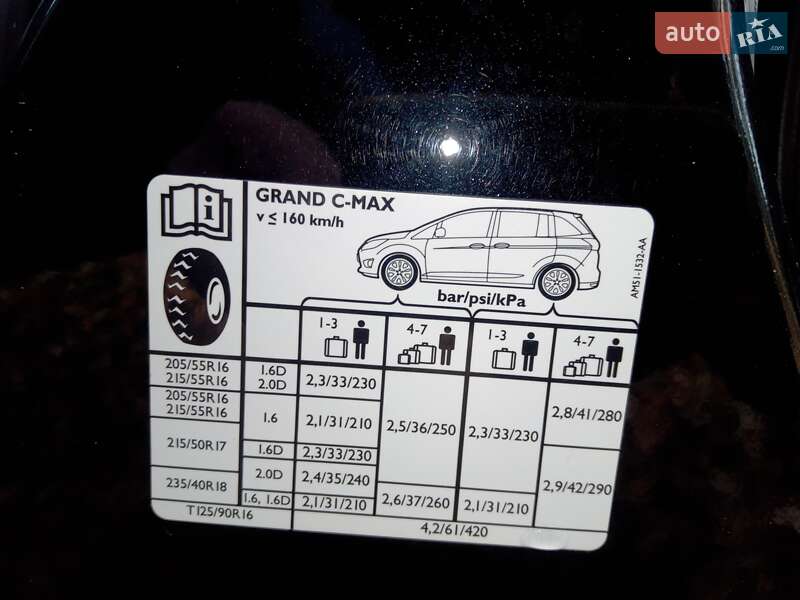 auto RIA .com
GRAND C-MAX
v ≤ 160 km/h
AM51-1532-AA
bar/psi/kPa
1-3 4-7 1-3 4-7
205/55R16 1.6D
215/55R16 2.0D 2,3/33/230
205/55R16
215/55R16 1.6 2,1/31/210 2,5/36/250 2,3/33/230 2,8/41/280
215/50R17 1.6D 2,3/33/230
2.0D 2,4/35/240 2,9/42/290
235/40R18 1.6, 1.6D 2,1/31/210 2,6/37/260 2,1/31/210
T125/90R16 4,2/61/420